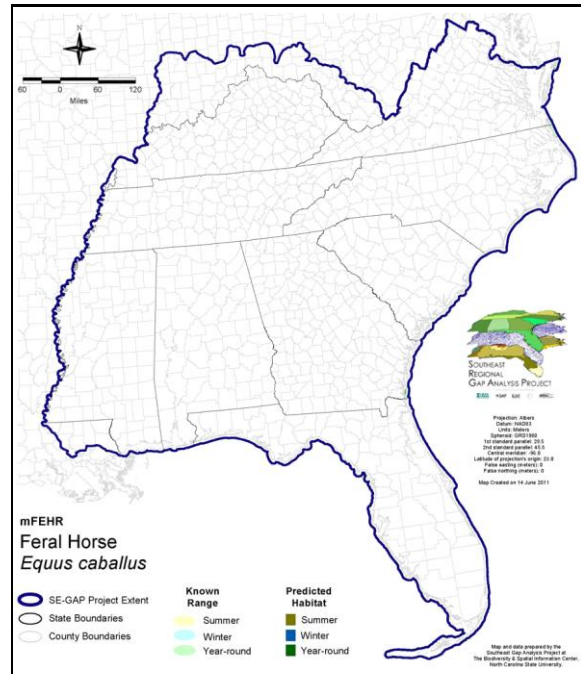 N
60 0 60 120
Miles
SOUTHEAST
REGIONAL
GAP ANALYSIS PROJECT
Projection: Albers
Datum: NAD83
Units: Meters
Spheroid: GRS1980
1st standard parallel: 29.5
2nd standard parallel: 45.5
Central meridian: -96.0
Latitude of projection's origin: 23.0
False easting (meters): 0
False northing (meters): 0
Map Created on 14 June 2011
mFEHR
Feral Horse
Equus caballus
SE-GAP Project Extent
State Boundaries
County Boundaries
Known
Range
Summer
Winter
Year-round
Predicted
Habitat
Summer
Winter
Year-round
Map and data prepared by the
Southeast Gap Analysis Project at
The Biodiversity & Spatial Information Center,
North Carolina State University.